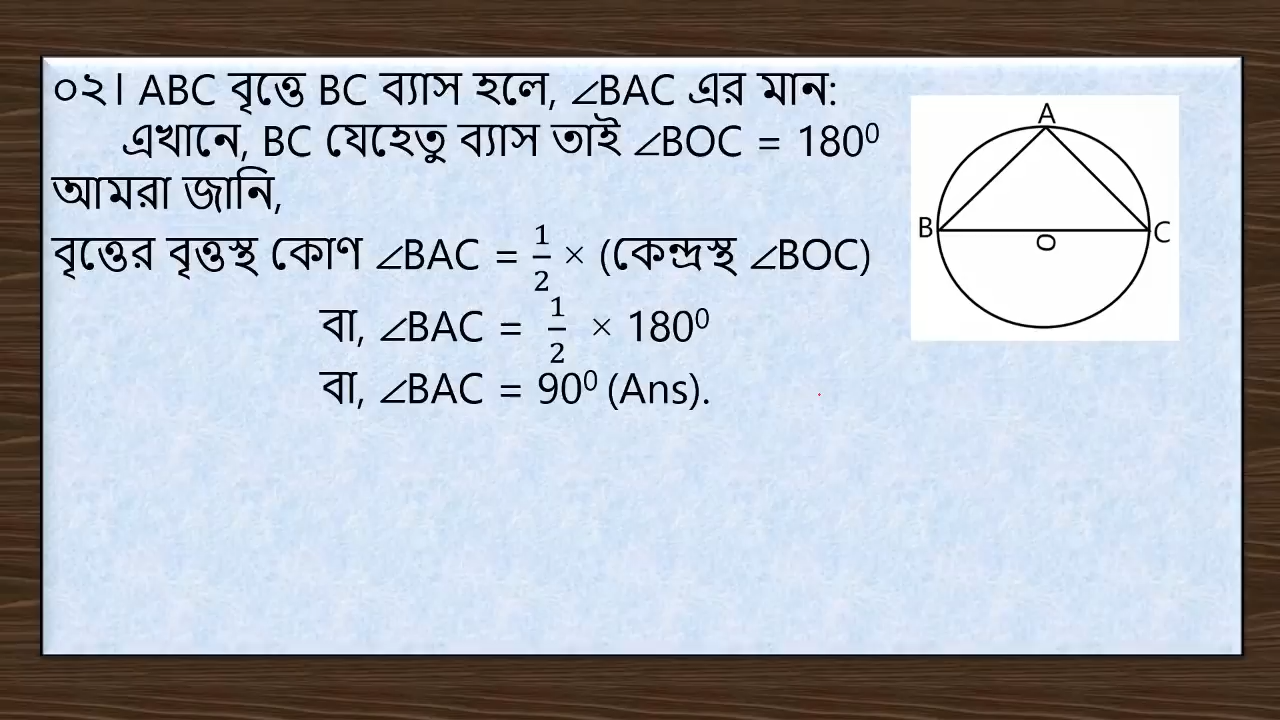 ০২। ABC বৃত্তে BC ব্যাস হলে, ∠BAC এর মান:
এখানে, BC যেহেতু ব্যাস তাই ∠BOC = 180⁰
আমরা জানি,
বৃত্তের বৃত্তস্থ কোণ ∠BAC = 1/2 × (কেন্দ্রস্থ ∠BOC)
বা, ∠BAC = 1/2 × 180⁰
বা, ∠BAC = 90⁰ (Ans).
A
B
C
O